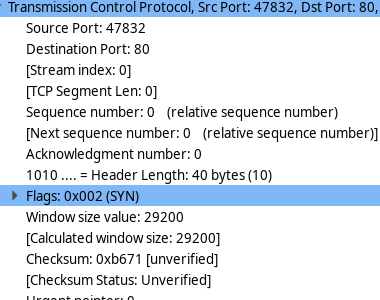 Transmission Control Protocol, Src Port: 47832, Dst Port: 80,
Source Port: 47832
Destination Port: 80
[Stream index: 0]
[TCP Segment Len: 0]
Sequence number: 0    (relative sequence number)
[Next sequence number: 0    (relative sequence number)]
Acknowledgment number: 0
1010 .... = Header Length: 40 bytes (10)
Flags: 0x002 (SYN)
Window size value: 29200
[Calculated window size: 29200]
Checksum: 0xb671 [unverified]
[Checksum Status: Unverified]
Urgent pointer: 0